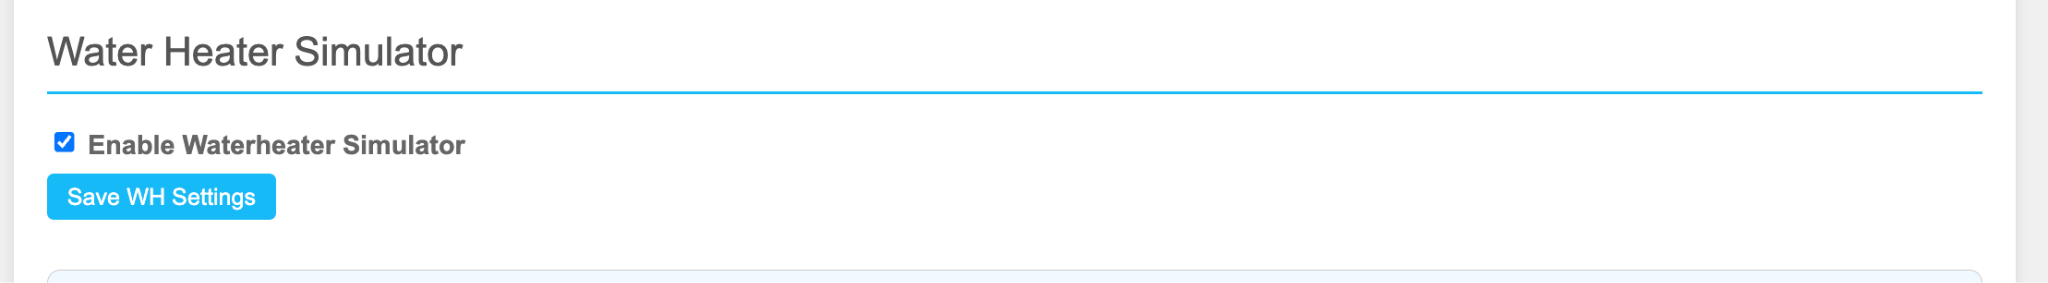 Water Heater Simulator
Enable Waterheater Simulator
Save WH Settings